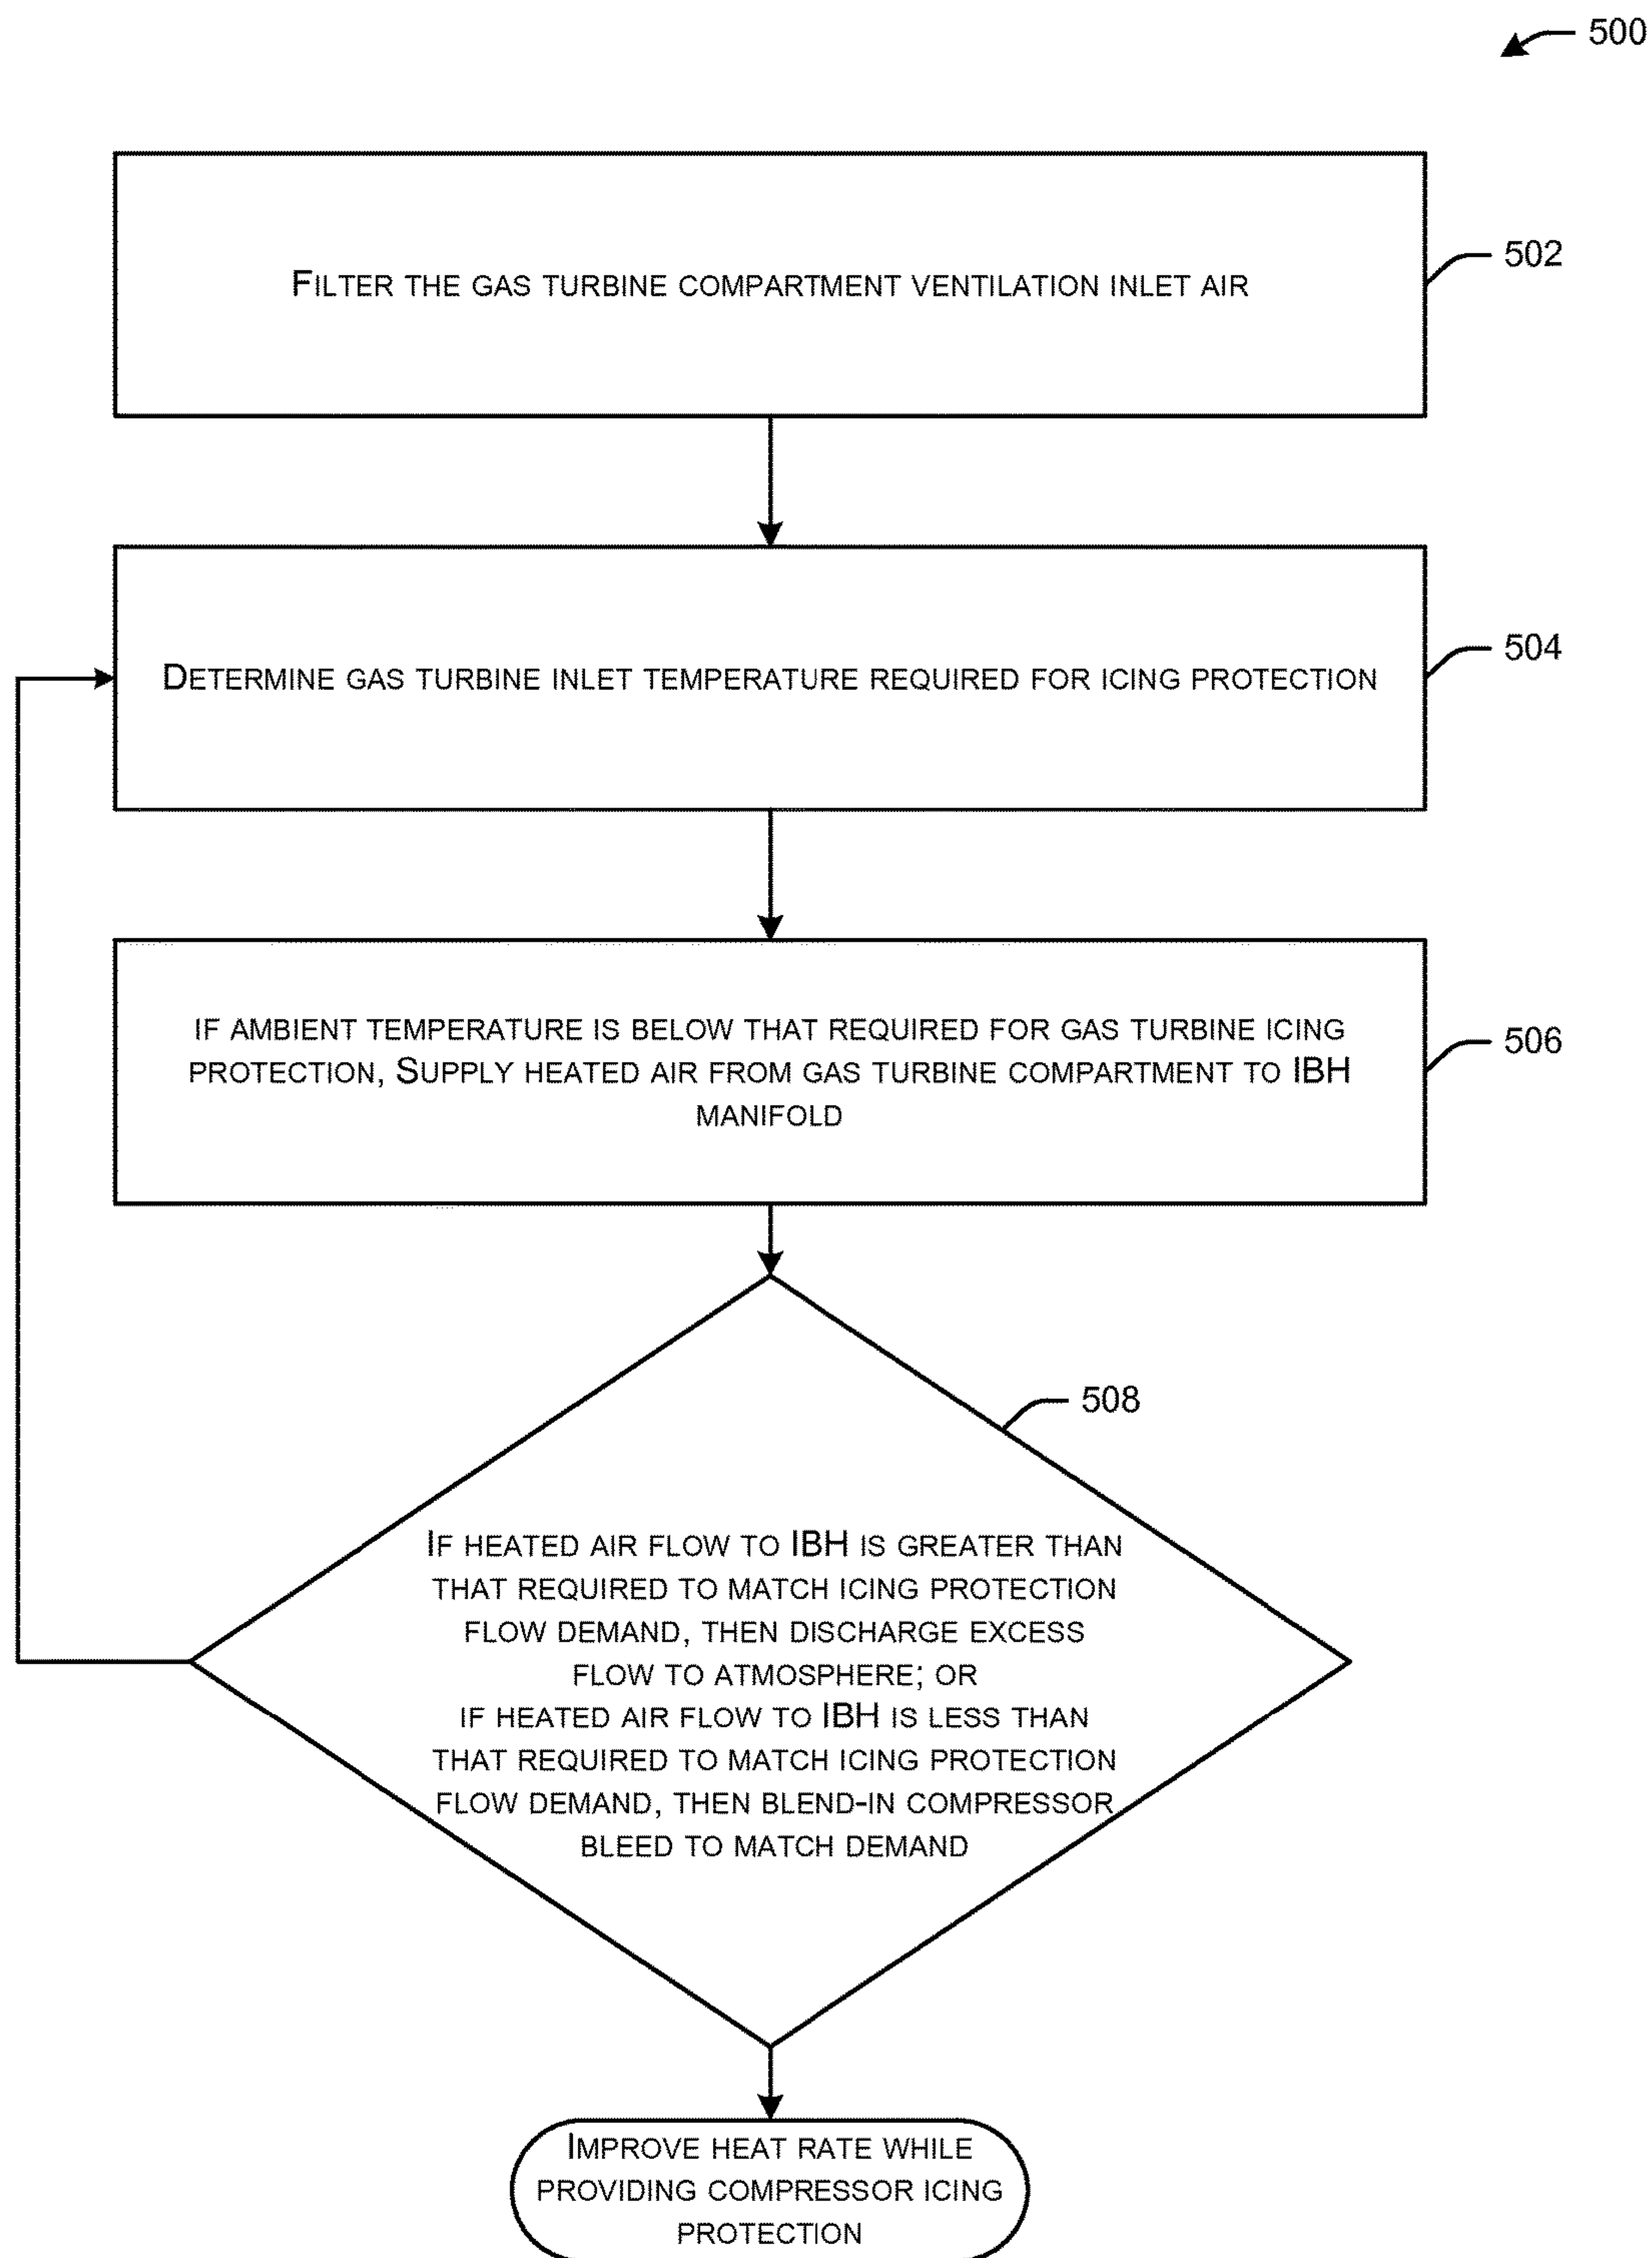 500
FILTER THE GAS TURBINE COMPARTMENT VENTILATION INLET AIR
502
DETERMINE GAS TURBINE INLET TEMPERATURE REQUIRED FOR ICING PROTECTION
504
IF AMBIENT TEMPERATURE IS BELOW THAT REQUIRED FOR GAS TURBINE ICING
PROTECTION, SUPPLY HEATED AIR FROM GAS TURBINE COMPARTMENT TO IBH
MANIFOLD
506
508
IF HEATED AIR FLOW TO IBH IS GREATER THAN
THAT REQUIRED TO MATCH ICING PROTECTION
FLOW DEMAND, THEN DISCHARGE EXCESS
FLOW TO ATMOSPHERE; OR
IF HEATED AIR FLOW TO IBH IS LESS THAN
THAT REQUIRED TO MATCH ICING PROTECTION
FLOW DEMAND, THEN BLEND-IN COMPRESSOR
BLEED TO MATCH DEMAND
IMPROVE HEAT RATE WHILE
PROVIDING COMPRESSOR ICING
PROTECTION